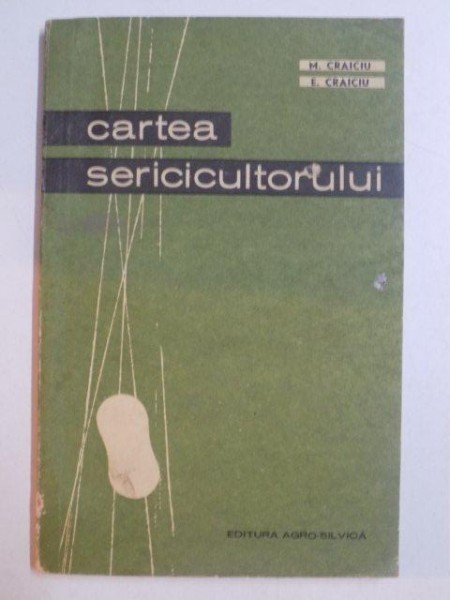 M. CRAICIU
E. CRAICIU
cartea
sericicultorului
EDITURA AGRO-SILVICĂ